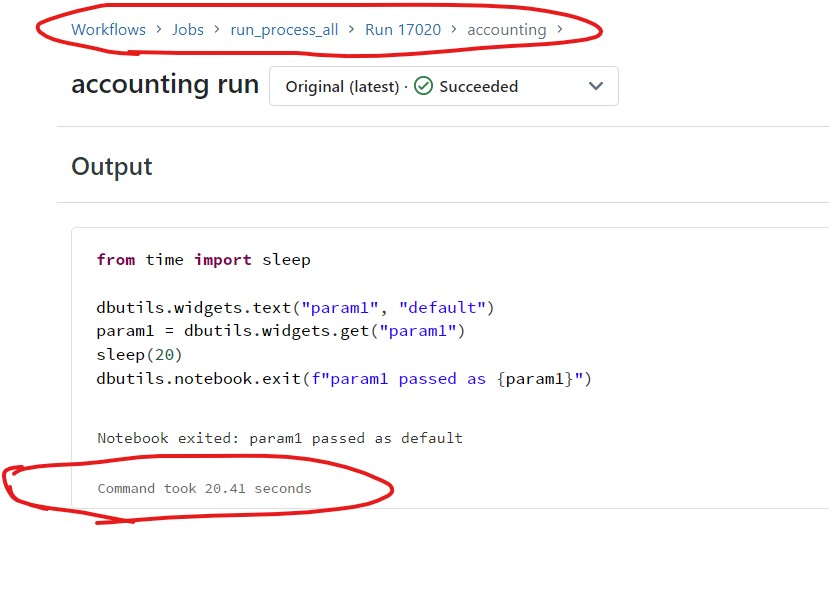 Workflows > Jobs > run_process_all > Run 17020 > accounting >
accounting run Original (latest) · Succeeded
Output
from time import sleep
dbutils.widgets.text("param1", "default")
param1 = dbutils.widgets.get("param1")
sleep(20)
dbutils.notebook.exit(f"param1 passed as {param1}")
Notebook exited: param1 passed as default
Command took 20.41 seconds